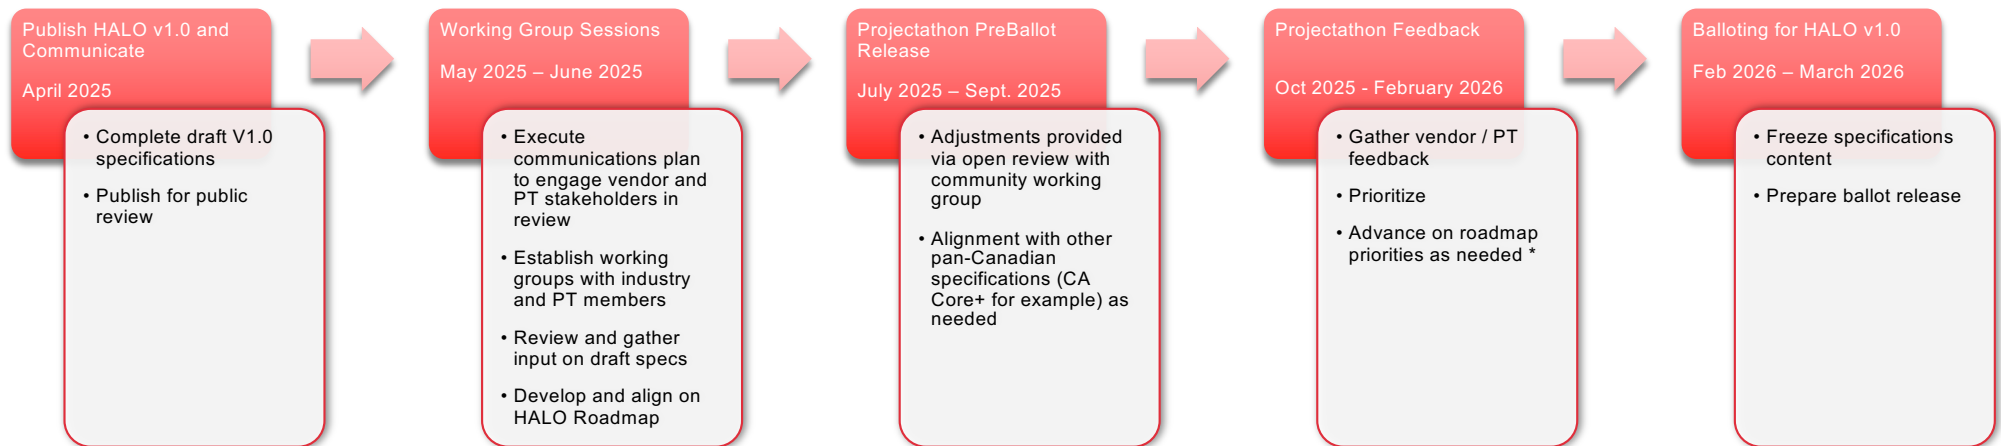 Publish HALO v1.0 and
Communicate
April 2025
• Complete draft V1.0
specifications
• Publish for public
review
Working Group Sessions
May 2025 – June 2025
• Execute
communications plan
to engage vendor and
PT stakeholders in
review
• Establish working
groups with industry
and PT members
• Review and gather
input on draft specs
• Develop and align on
HALO Roadmap
Projectathon PreBallot
Release
July 2025 – Sept. 2025
• Adjustments provided
via open review with
community working
group
• Alignment with other
pan-Canadian
specifications (CA
Core+ for example) as
needed
Projectathon Feedback
Oct 2025 - February 2026
• Gather vendor / PT
feedback
• Prioritize
• Advance on roadmap
priorities as needed *
Balloting for HALO v1.0
Feb 2026 – March 2026
• Freeze specifications
content
• Prepare ballot release